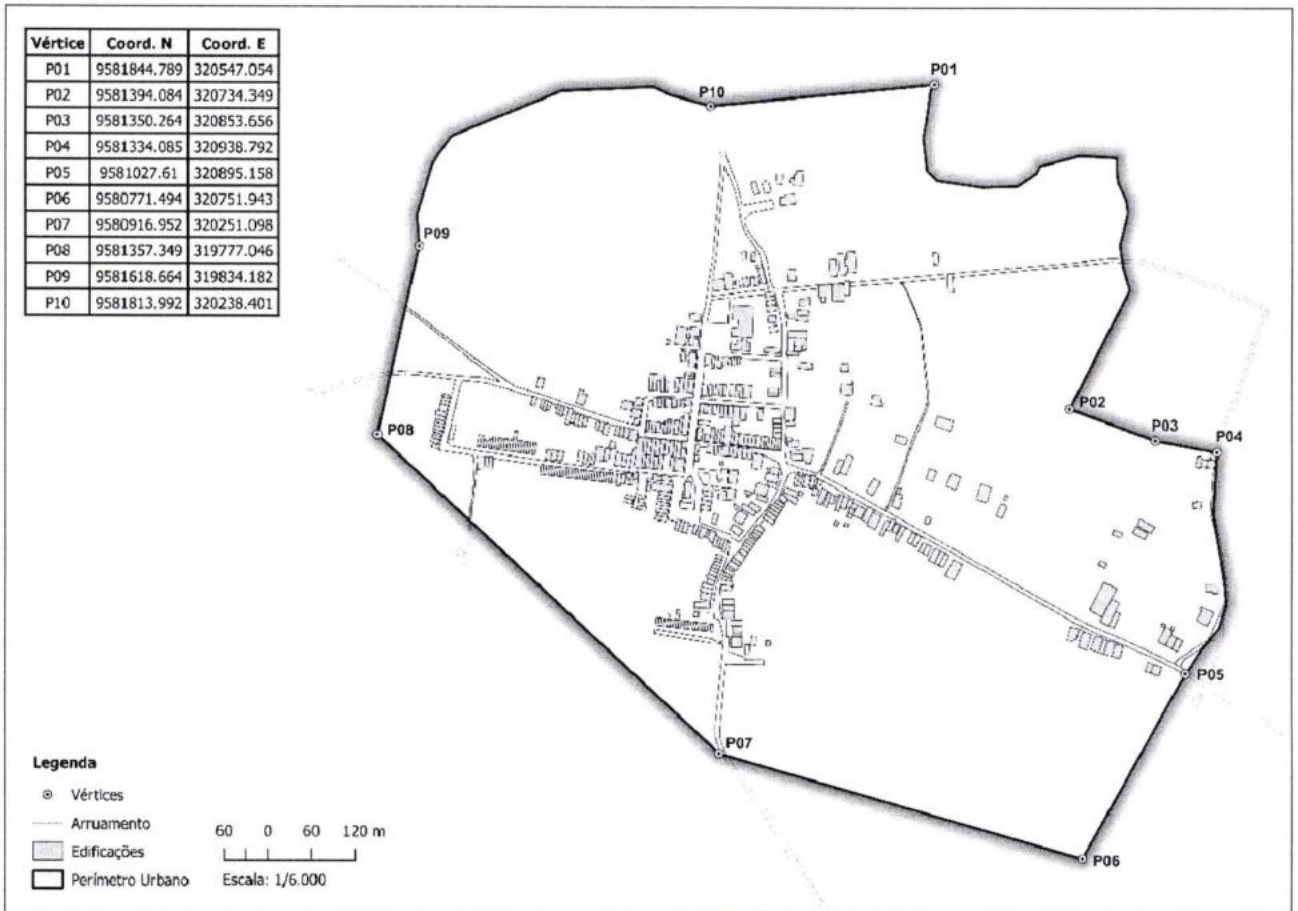 Vértice Coord. N Coord. E
P01 9581844.789 320547.054
P02 9581394.084 320734.349
P03 9581350.264 320853.656
P04 9581334.085 320938.792
P05 9581027.61 320895.158
P06 9580771.494 320751.943
P07 9580916.952 320251.098
P08 9581357.349 319777.046
P09 9581618.664 319834.182
P10 9581813.992 320238.401
P01
P10
P09
P02
P08
P03
P04
P05
P07
P06
Legenda
Vértices
Arruamento
Edificações
Perímetro Urbano
60 0 60 120 m
Escala: 1/6.000